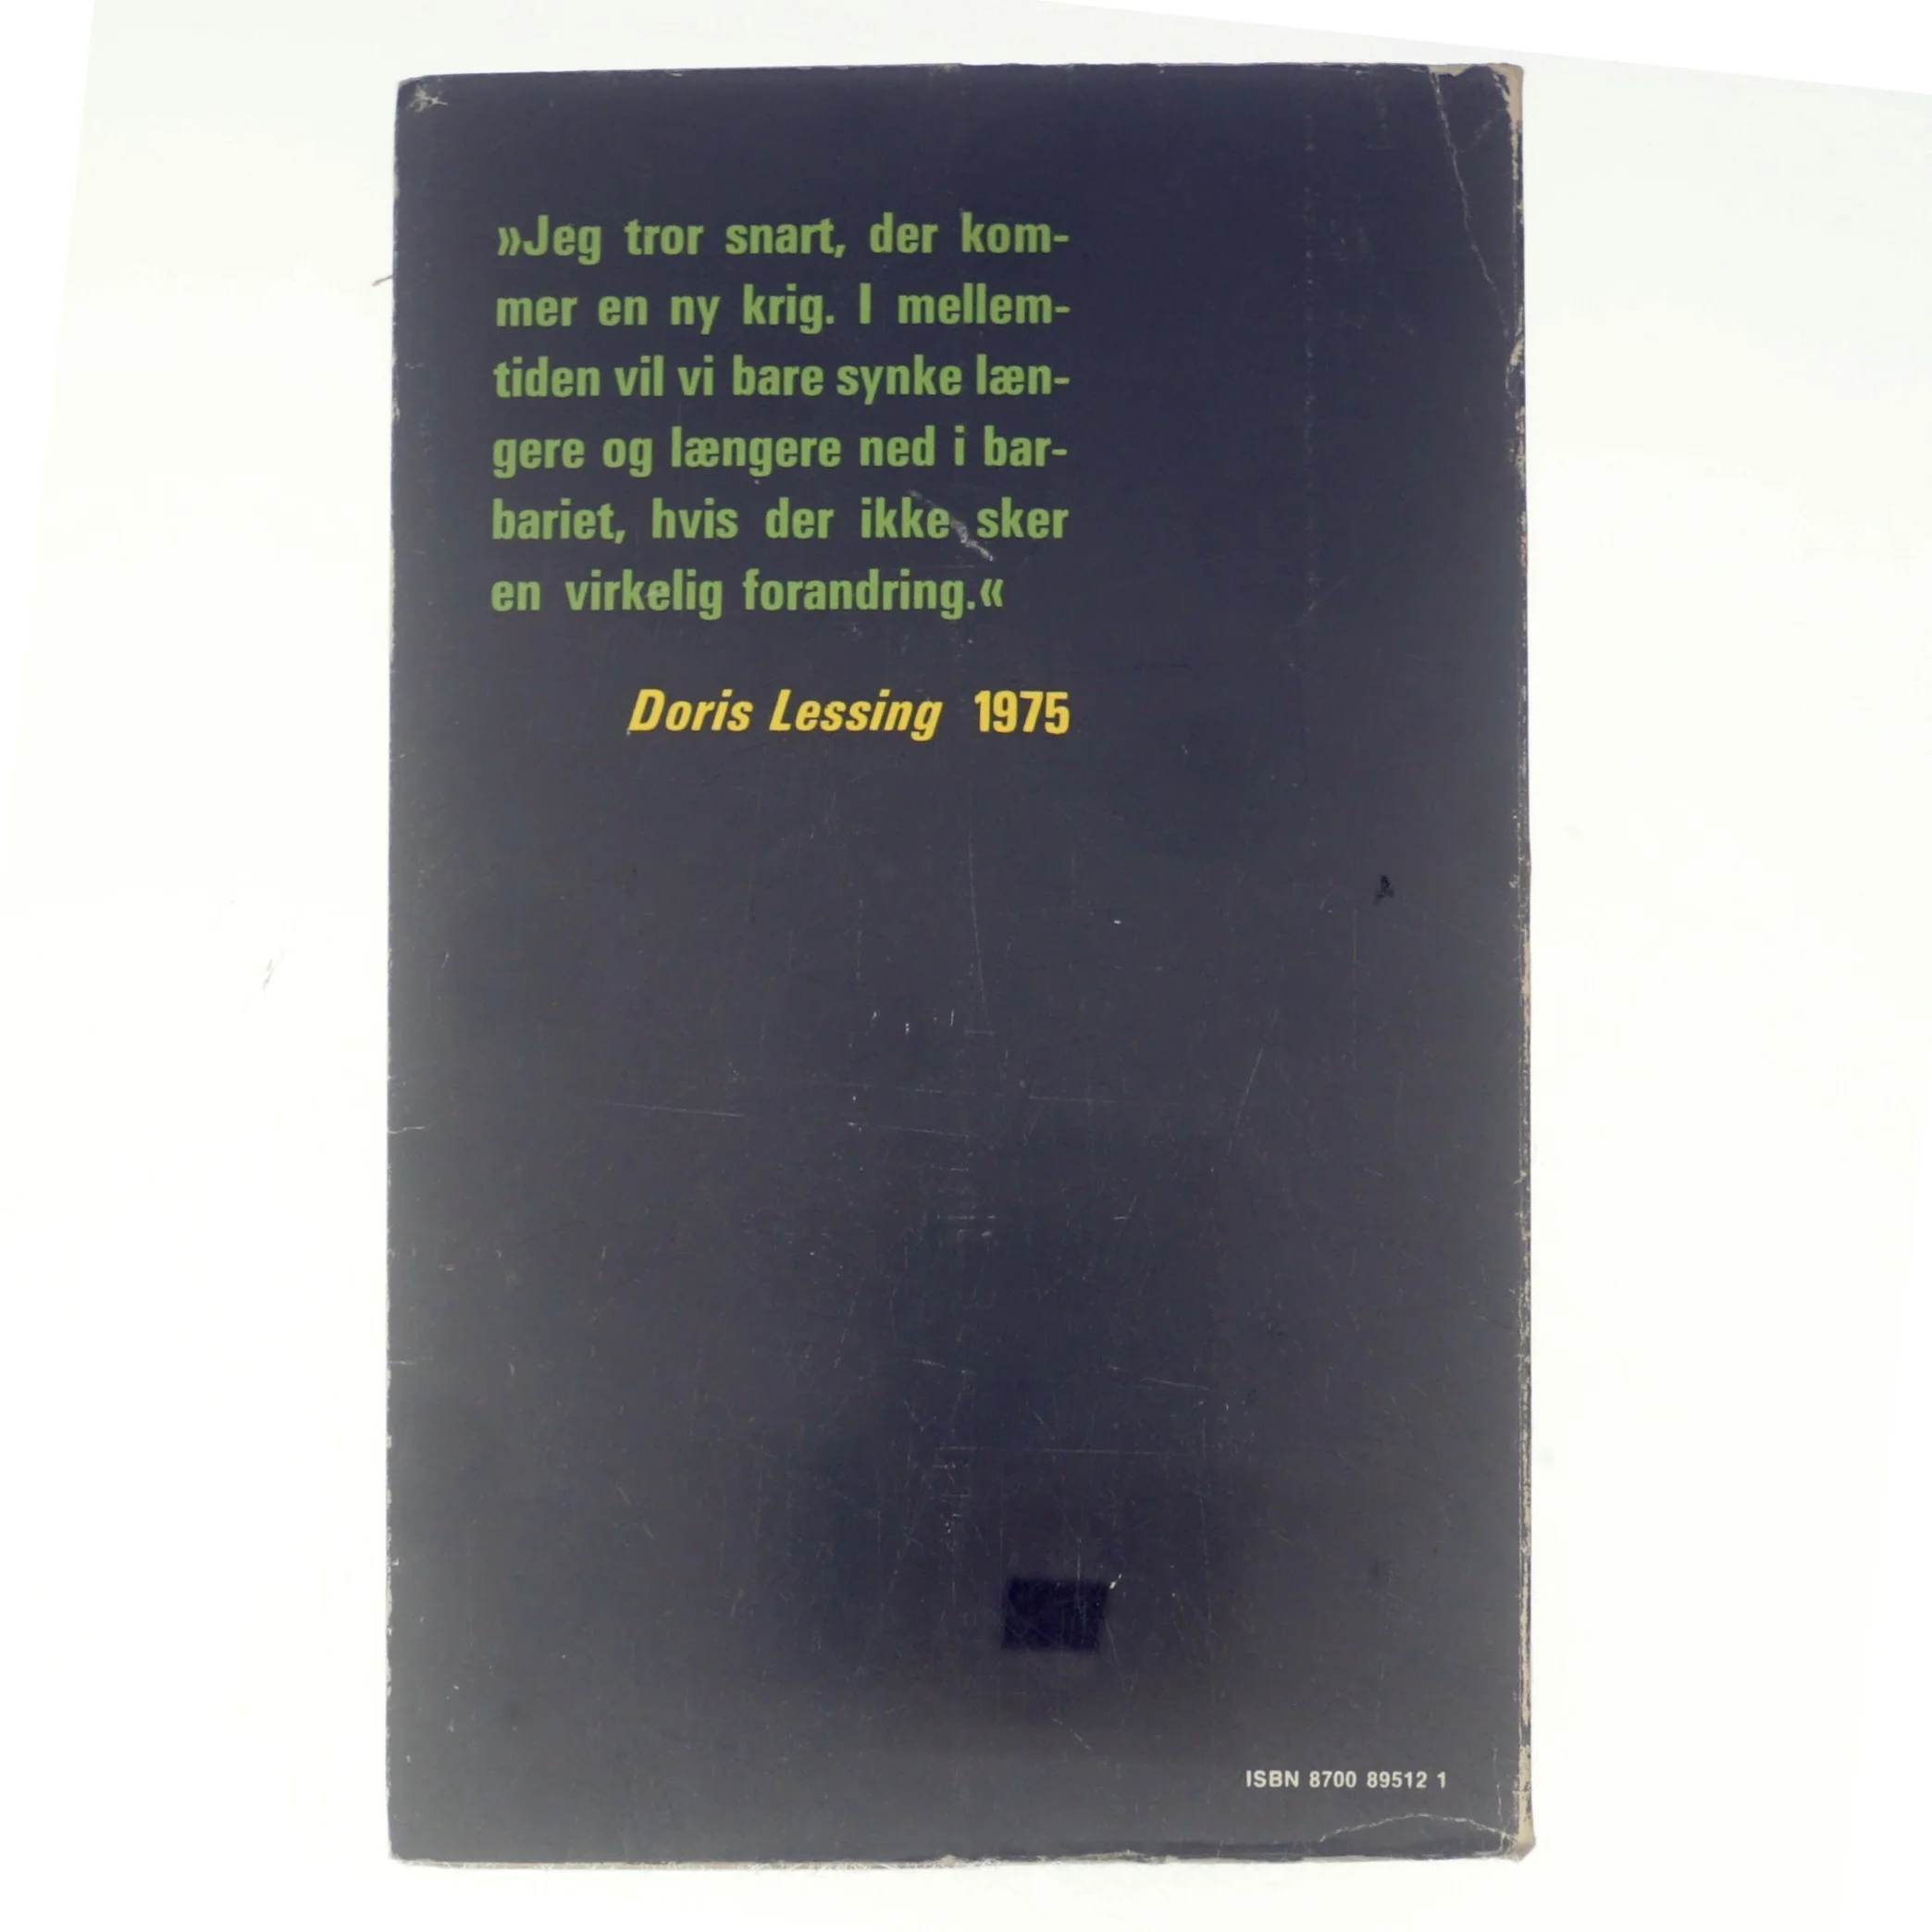 »Jeg tror snart, der kom-
mer en ny krig. I mellem-
tiden vil vi bare synke læn-
gere og længere ned i bar-
bariet, hvis der ikke sker
en virkelig forandring.«
Doris Lessing 1975
ISBN 8700 89512 1